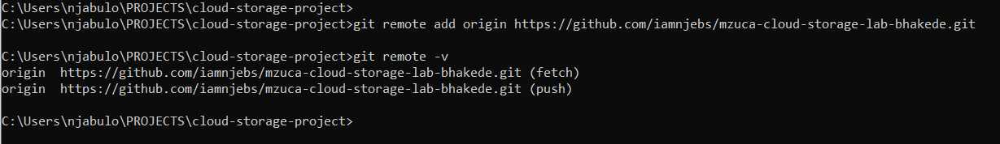 C:\Users\njabulo\PROJECTS\cloud-storage-project>
C:\Users\njabulo\PROJECTS\cloud-storage-project>git remote add origin https://github.com/iamnjebs/mzuca-cloud-storage-lab-bhakede.git
C:\Users\njabulo\PROJECTS\cloud-storage-project>git remote -v
origin  https://github.com/iamnjebs/mzuca-cloud-storage-lab-bhakede.git (fetch)
origin  https://github.com/iamnjebs/mzuca-cloud-storage-lab-bhakede.git (push)
C:\Users\njabulo\PROJECTS\cloud-storage-project>